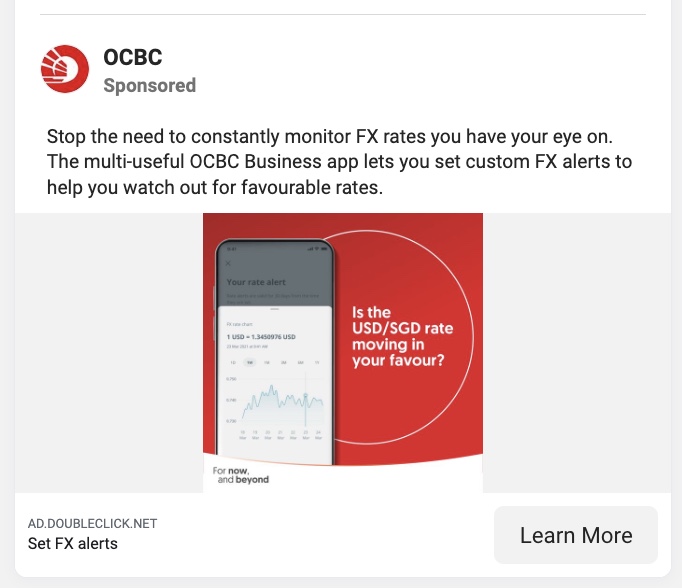 OCBC
Sponsored
Stop the need to constantly monitor FX rates you have your eye on.
The multi-useful OCBC Business app lets you set custom FX alerts to
help you watch out for favourable rates.
Your rate alert
FX rate chart
1 USD = 1.3450976 USD
Is the
USD/SGD rate
moving in
your favour?
For now,
and beyond
AD.DOUBLECLICK.NET
Set FX alerts
Learn More